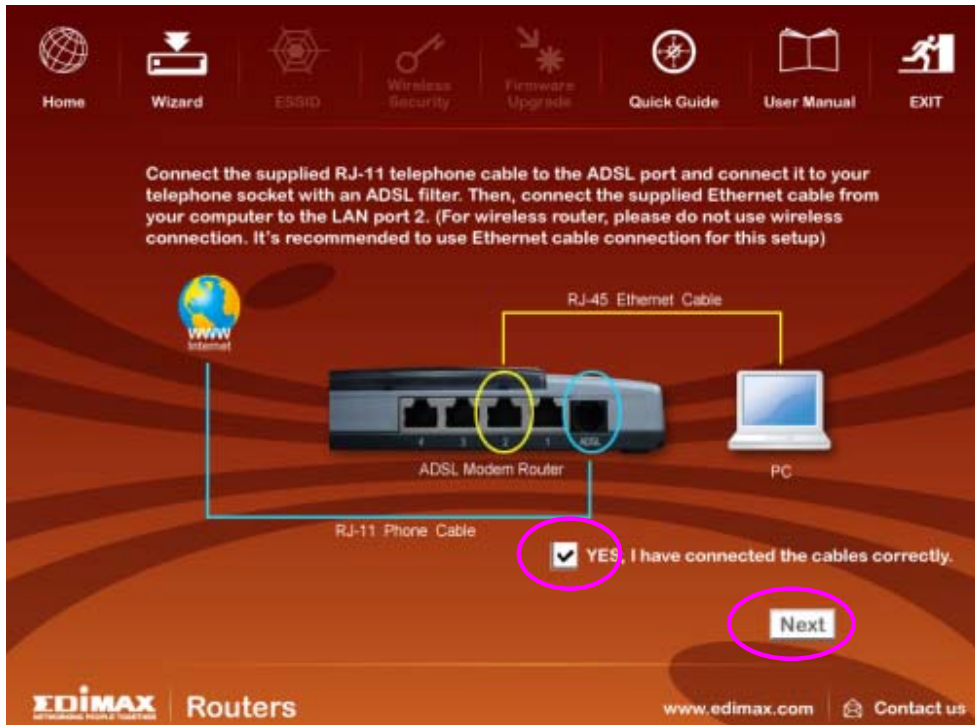 Home
Wizard
ESSID
Wireless
Security
Firmware
Upgrade
Quick Guide
User Manual
EXIT
Connect the supplied RJ-11 telephone cable to the ADSL port and connect it to your
telephone socket with an ADSL filter. Then, connect the supplied Ethernet cable from
your computer to the LAN port 2. (For wireless router, please do not use wireless
connection. It's recommended to use Ethernet cable connection for this setup)
RJ-45 Ethernet Cable
WWW
Internet
4 3 2 1 ADSL
ADSL Modem Router
PC
RJ-11 Phone Cable
YES, I have connected the cables correctly.
Next
EDIMAX
NETWORKING PEOPLE TOGETHER
Routers
www.edimax.com
Contact us